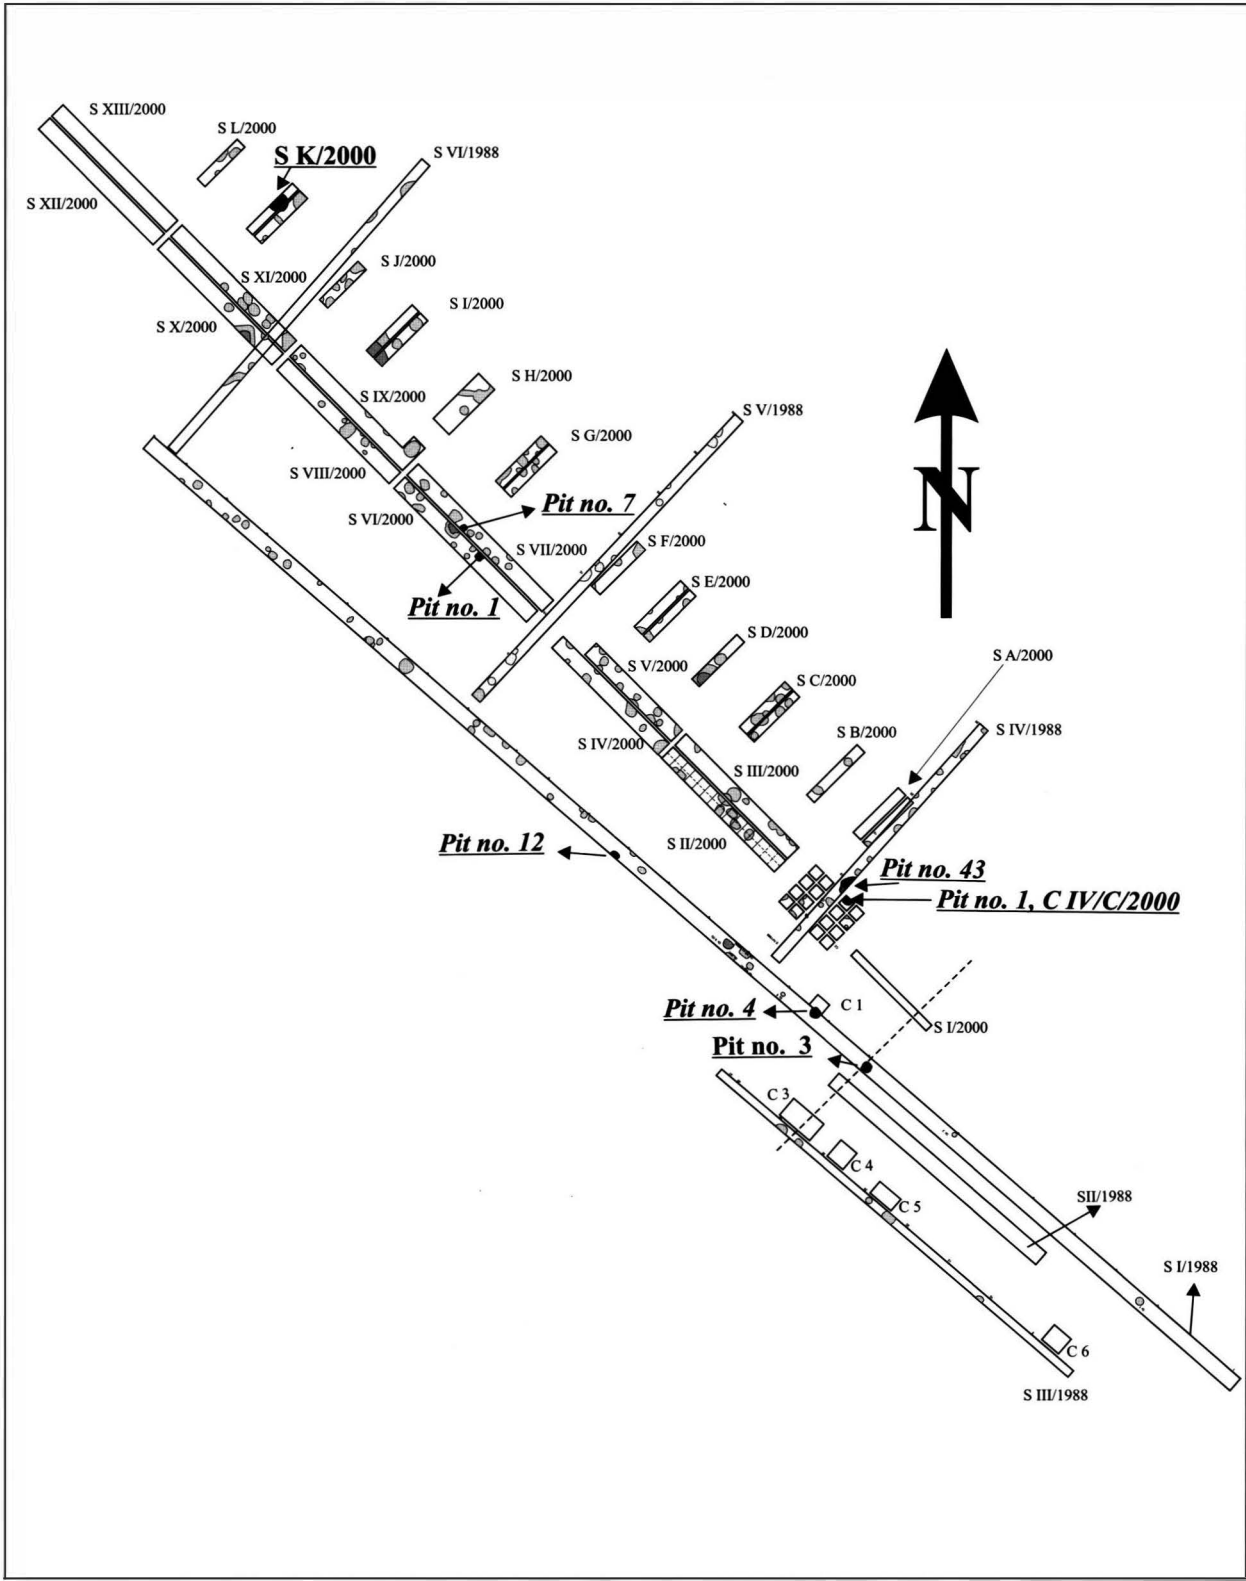 S XIII/2000
S L/2000
S K/2000
S VI/1988
S XII/2000
S XI/2000
S J/2000
S X/2000
S I/2000
S IX/2000
S H/2000
S V/1988
S G/2000
S VIII/2000
S VI/2000
Pit no. 7
S VII/2000
S F/2000
N
Pit no. 1
S E/2000
S D/2000
S V/2000
S A/2000
S C/2000
S IV/2000
S B/2000
S IV/1988
S III/2000
S II/2000
Pit no. 12
Pit no. 43
Pit no. 1, C IV/C/2000
Pit no. 4
C 1
S I/2000
Pit no. 3
C 3
C 4
C 5
SII/1988
S I/1988
C 6
S III/1988